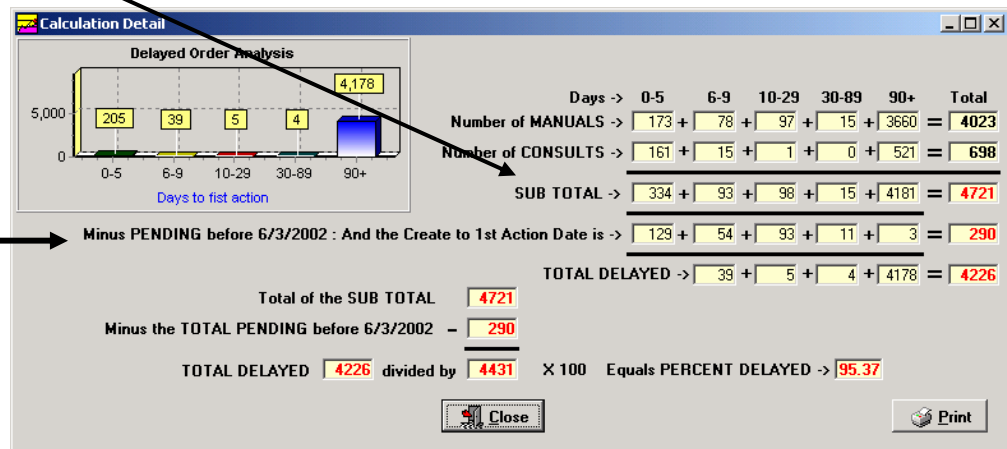 Calculation Detail
Delayed Order Analysis
4,178
5,000
205 39 5 4
0
0-5 6-9 10-29 30-89 90+
Days to fist action
Days -> 0-5 6-9 10-29 30-89 90+ Total
Number of MANUALS -> 173 + 78 + 97 + 15 + 3660 = 4023
Number of CONSULTS -> 161 + 15 + 1 + 0 + 521 = 698
SUB TOTAL -> 334 + 93 + 98 + 15 + 4181 = 4721
Minus PENDING before 6/3/2002 : And the Create to 1st Action Date is -> 129 + 54 + 93 + 11 + 3 = 290
TOTAL DELAYED -> 39 + 5 + 4 + 4178 = 4226
Total of the SUB TOTAL 4721
Minus the TOTAL PENDING before 6/3/2002 – 290
TOTAL DELAYED 4226 divided by 4431 X 100 Equals PERCENT DELAYED -> 95.37
Close
Print